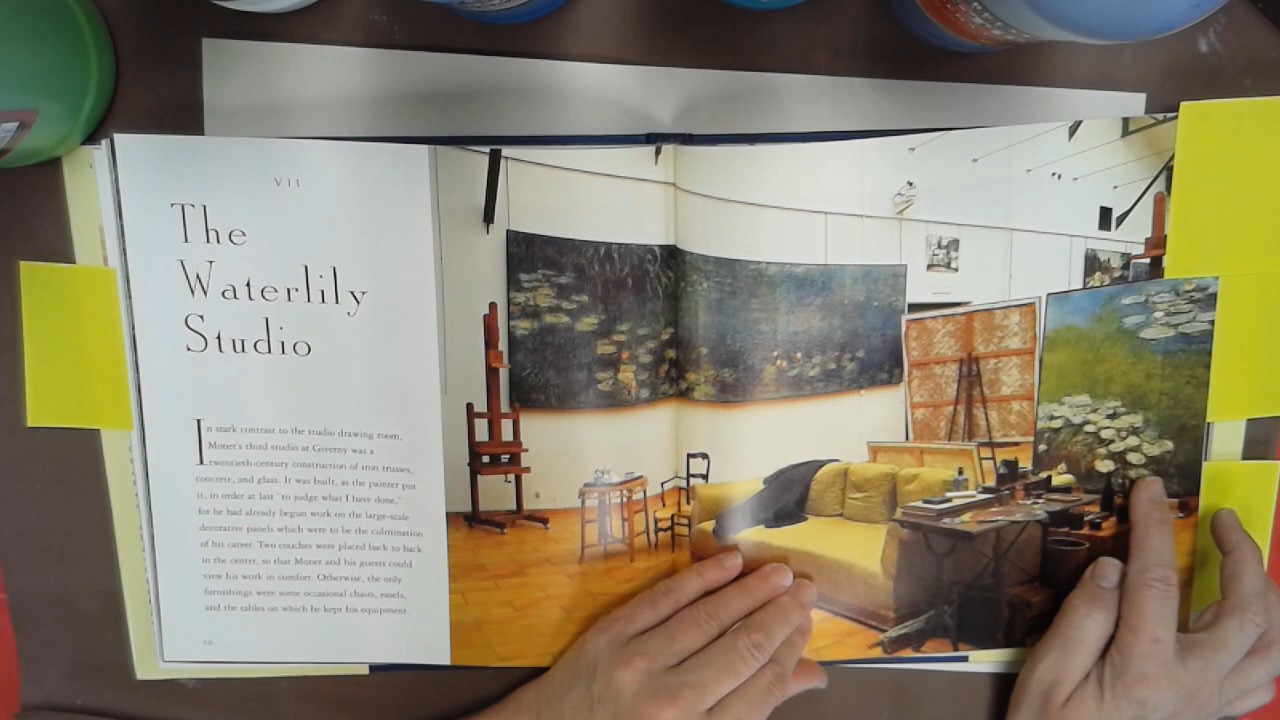 VII
The
Waterlily
Studio
In stark contrast to the studio drawing room,
Monet's third studio at Giverny was a
twentieth-century construction of iron trusses,
concrete, and glass. It was built, as the painter put
it, in order at last "to judge what I have done,"
for he had already begun work on the large-scale
decorative panels which were to be the culmination
of his career. Two couches were placed back to back
in the center, so that Monet and his guests could
view his work in comfort. Otherwise, the only
furnishings were some occasional chairs, easels,
and the tables on which he kept his equipment.